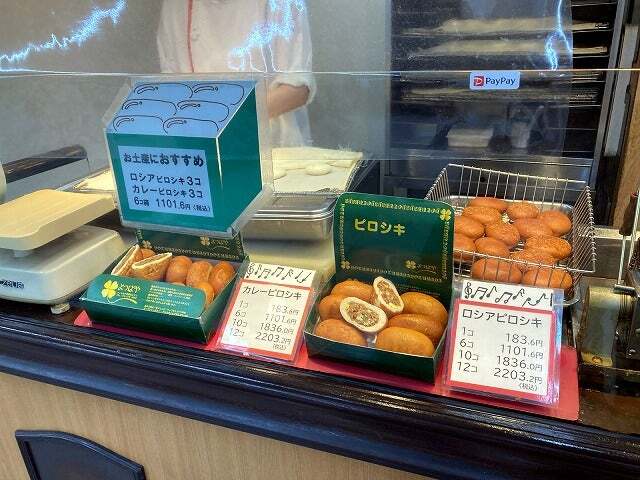 PayPay
お土産におすすめ
ロシアピロシキ3コ
カレーピロシキ3コ
6コ箱 1101.6円(税込)
ピロシキ
カレーピロシキ
1コ 183.6円
6コ 1101.6円
10コ 1836.0円
12コ 2203.2円
(税込)
ロシアピロシキ
1コ 183.6円
6コ 1101.6円
10コ 1836.0円
12コ 2203.2円
(税込)